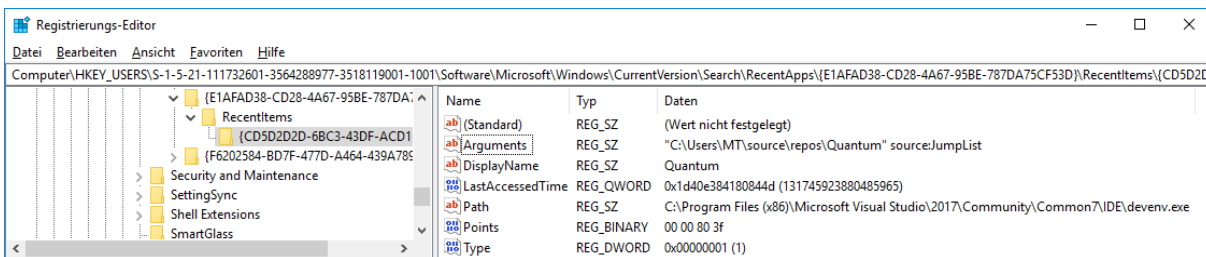 Registrierungs-Editor
Datei Bearbeiten Ansicht Favoriten Hilfe
Computer\HKEY_USERS\S-1-5-21-111732601-3564288977-3518119001-1001\Software\Microsoft\Windows\CurrentVersion\Search\RecentApps\{E1AFAD38-CD28-4A67-95BE-787DA75CF53D}\RecentItems\{CD5D2D
{E1AFAD38-CD28-4A67-95BE-787DA7
RecentItems
{CD5D2D2D-6BC3-43DF-ACD1
{F6202584-BD7F-477D-A464-439A789
Security and Maintenance
SettingSync
Shell Extensions
SmartGlass
Name Typ Daten
(Standard) REG_SZ (Wert nicht festgelegt)
Arguments REG_SZ "C:\Users\MT\source\repos\Quantum" source:JumpList
DisplayName REG_SZ Quantum
LastAccessedTime REG_QWORD 0x1d40e384180844d (131745923880485965)
Path REG_SZ C:\Program Files (x86)\Microsoft Visual Studio\2017\Community\Common7\IDE\devenv.exe
Points REG_BINARY 00 00 80 3f
Type REG_DWORD 0x00000001 (1)